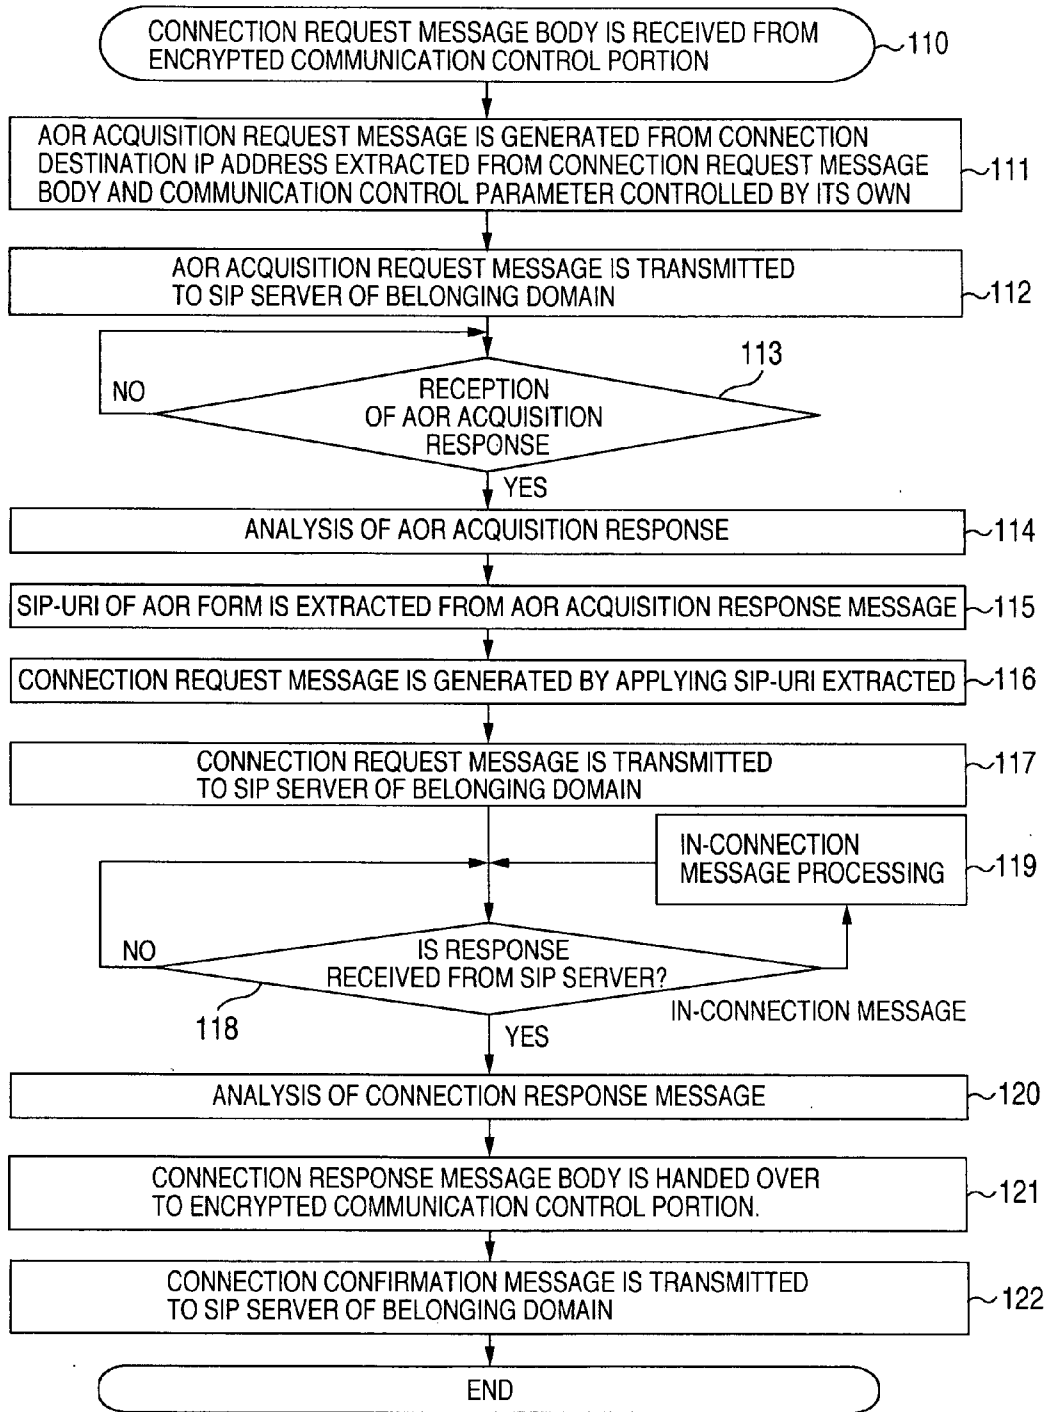 CONNECTION REQUEST MESSAGE BODY IS RECEIVED FROM
ENCRYPTED COMMUNICATION CONTROL PORTION
110
AOR ACQUISITION REQUEST MESSAGE IS GENERATED FROM CONNECTION
DESTINATION IP ADDRESS EXTRACTED FROM CONNECTION REQUEST MESSAGE
BODY AND COMMUNICATION CONTROL PARAMETER CONTROLLED BY ITS OWN
111
AOR ACQUISITION REQUEST MESSAGE IS TRANSMITTED
TO SIP SERVER OF BELONGING DOMAIN
112
113
NO
RECEPTION
OF AOR ACQUISITION
RESPONSE
YES
ANALYSIS OF AOR ACQUISITION RESPONSE
114
SIP-URI OF AOR FORM IS EXTRACTED FROM AOR ACQUISITION RESPONSE MESSAGE
115
CONNECTION REQUEST MESSAGE IS GENERATED BY APPLYING SIP-URI EXTRACTED
116
CONNECTION REQUEST MESSAGE IS TRANSMITTED
TO SIP SERVER OF BELONGING DOMAIN
117
IN-CONNECTION
MESSAGE PROCESSING
119
NO
IS RESPONSE
RECEIVED FROM SIP SERVER?
118
IN-CONNECTION MESSAGE
YES
ANALYSIS OF CONNECTION RESPONSE MESSAGE
120
CONNECTION RESPONSE MESSAGE BODY IS HANDED OVER
TO ENCRYPTED COMMUNICATION CONTROL PORTION.
121
CONNECTION CONFIRMATION MESSAGE IS TRANSMITTED
TO SIP SERVER OF BELONGING DOMAIN
122
END